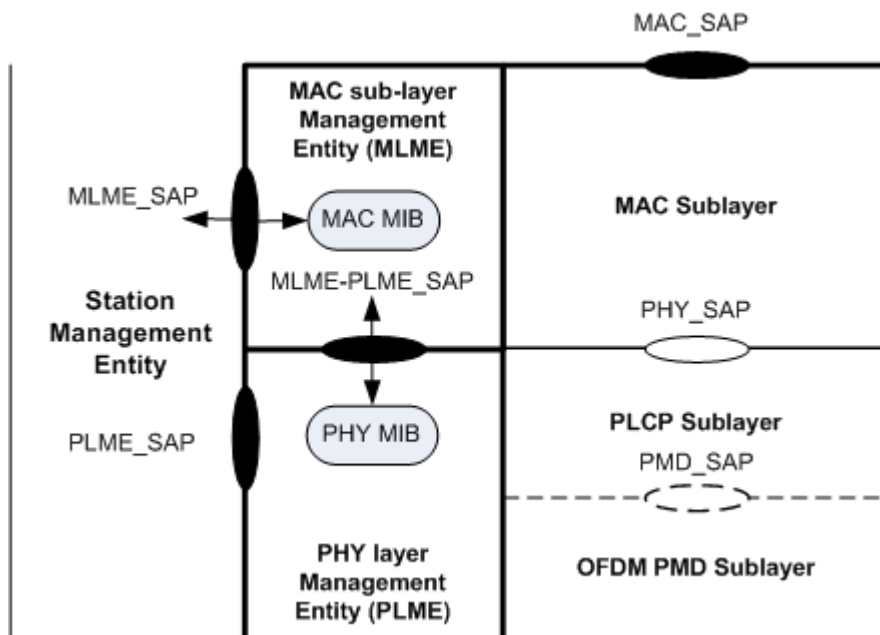 MAC_SAP
MAC sub-layer
Management
Entity (MLME)
MLME_SAP
MAC MIB
MAC Sublayer
MLME-PLME_SAP
Station
Management
Entity
PHY_SAP
PLME_SAP
PHY MIB
PLCP Sublayer
PMD_SAP
PHY layer
Management
Entity (PLME)
OFDM PMD Sublayer